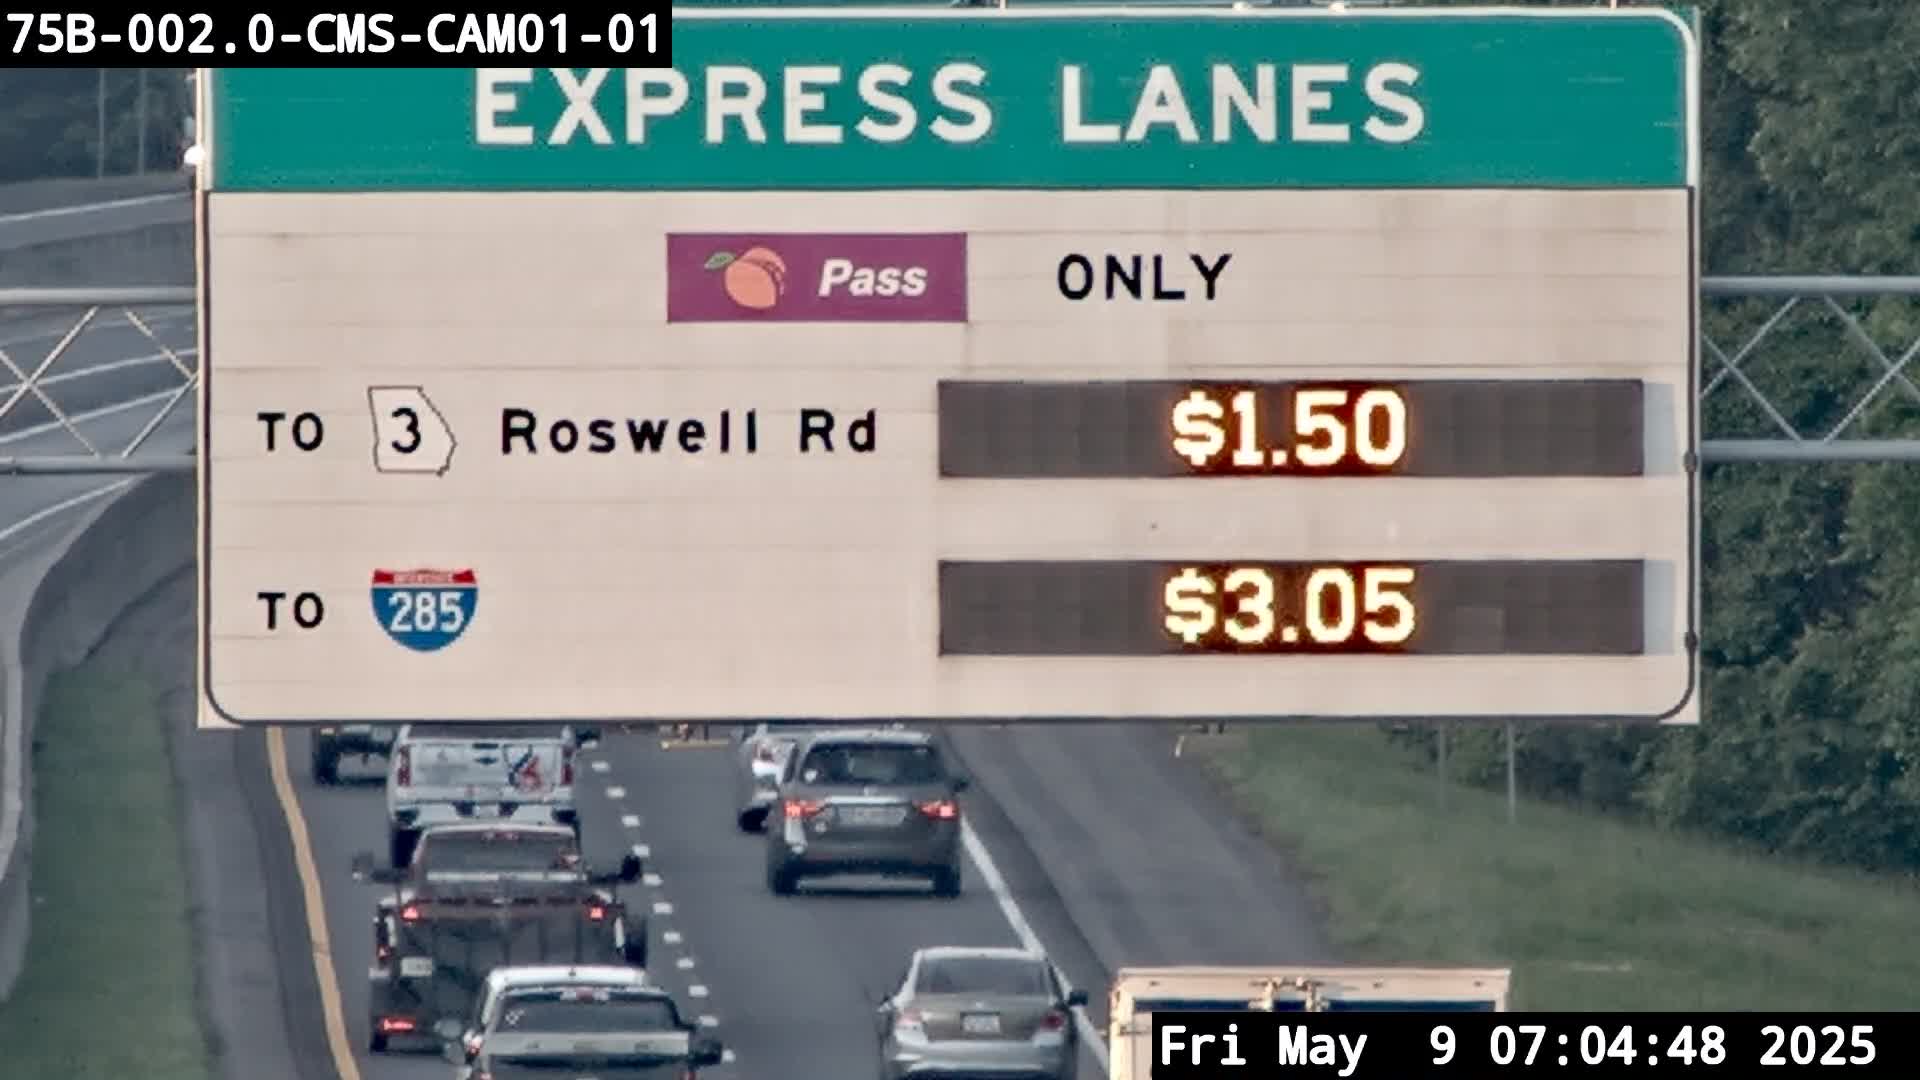 75B-002.0-CMS-CAM01-01
EXPRESS LANES
Pass ONLY
TO 3 Roswell Rd $1.50
INTERSTATE
TO 285 $3.05
Fri May 9 07:04:48 2025